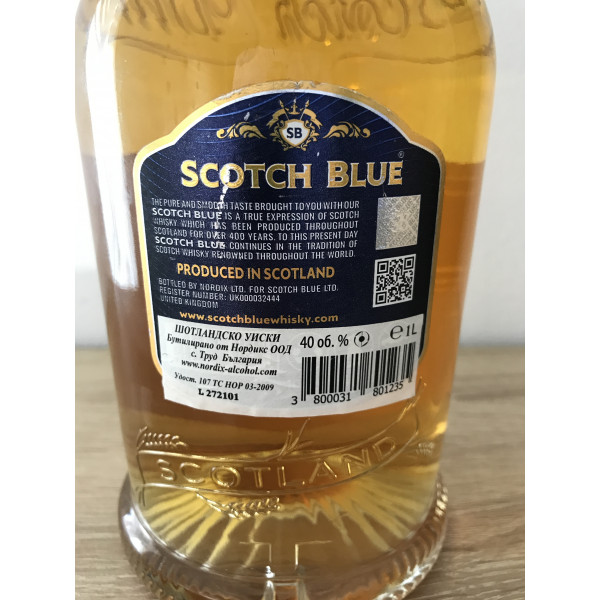 SB
SCOTCH BLUE®
THE PURE AND SMOOTH TASTE BROUGHT TO YOU WITH OUR
SCOTCH BLUE IS A TRUE EXPRESSION OF SCOTCH
WHISKY WHICH HAS BEEN PRODUCED THROUGHOUT
SCOTLAND FOR OVER 400 YEARS. TO THIS PRESENT DAY
SCOTCH BLUE CONTINUES IN THE TRADITION OF
SCOTCH WHISKY RENOWNED THROUGHOUT THE WORLD.
PRODUCED IN SCOTLAND
BOTTLED BY NORDIX LTD. FOR SCOTCH BLUE LTD.
REGISTER NUMBER: UK000032444
UNITED KINGDOM
www.scotchbluewhisky.com
ШОТЛАНДСКО УИСКИ
Бутилирано от Нордикс ООД
с. Труд България
www.nordix-alcohol.com
Удост. 107 ТС НОР 03-2009
L 272101
40 об. % ℮ 1L
3 800031 801235
SCOTLAND